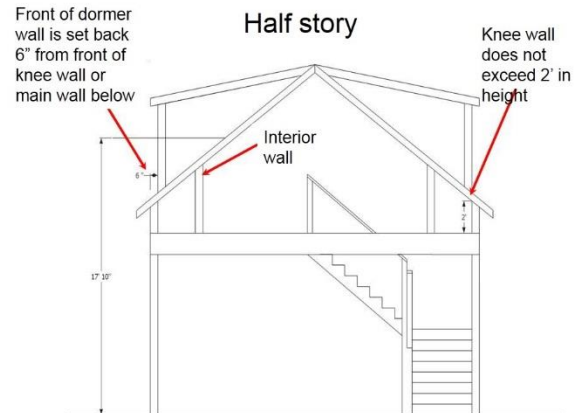 Front of dormer
wall is set back
6” from front of
knee wall or
main wall below
Half story
Knee wall
does not
exceed 2’ in
height
Interior
wall
6"
2'
17' 10"